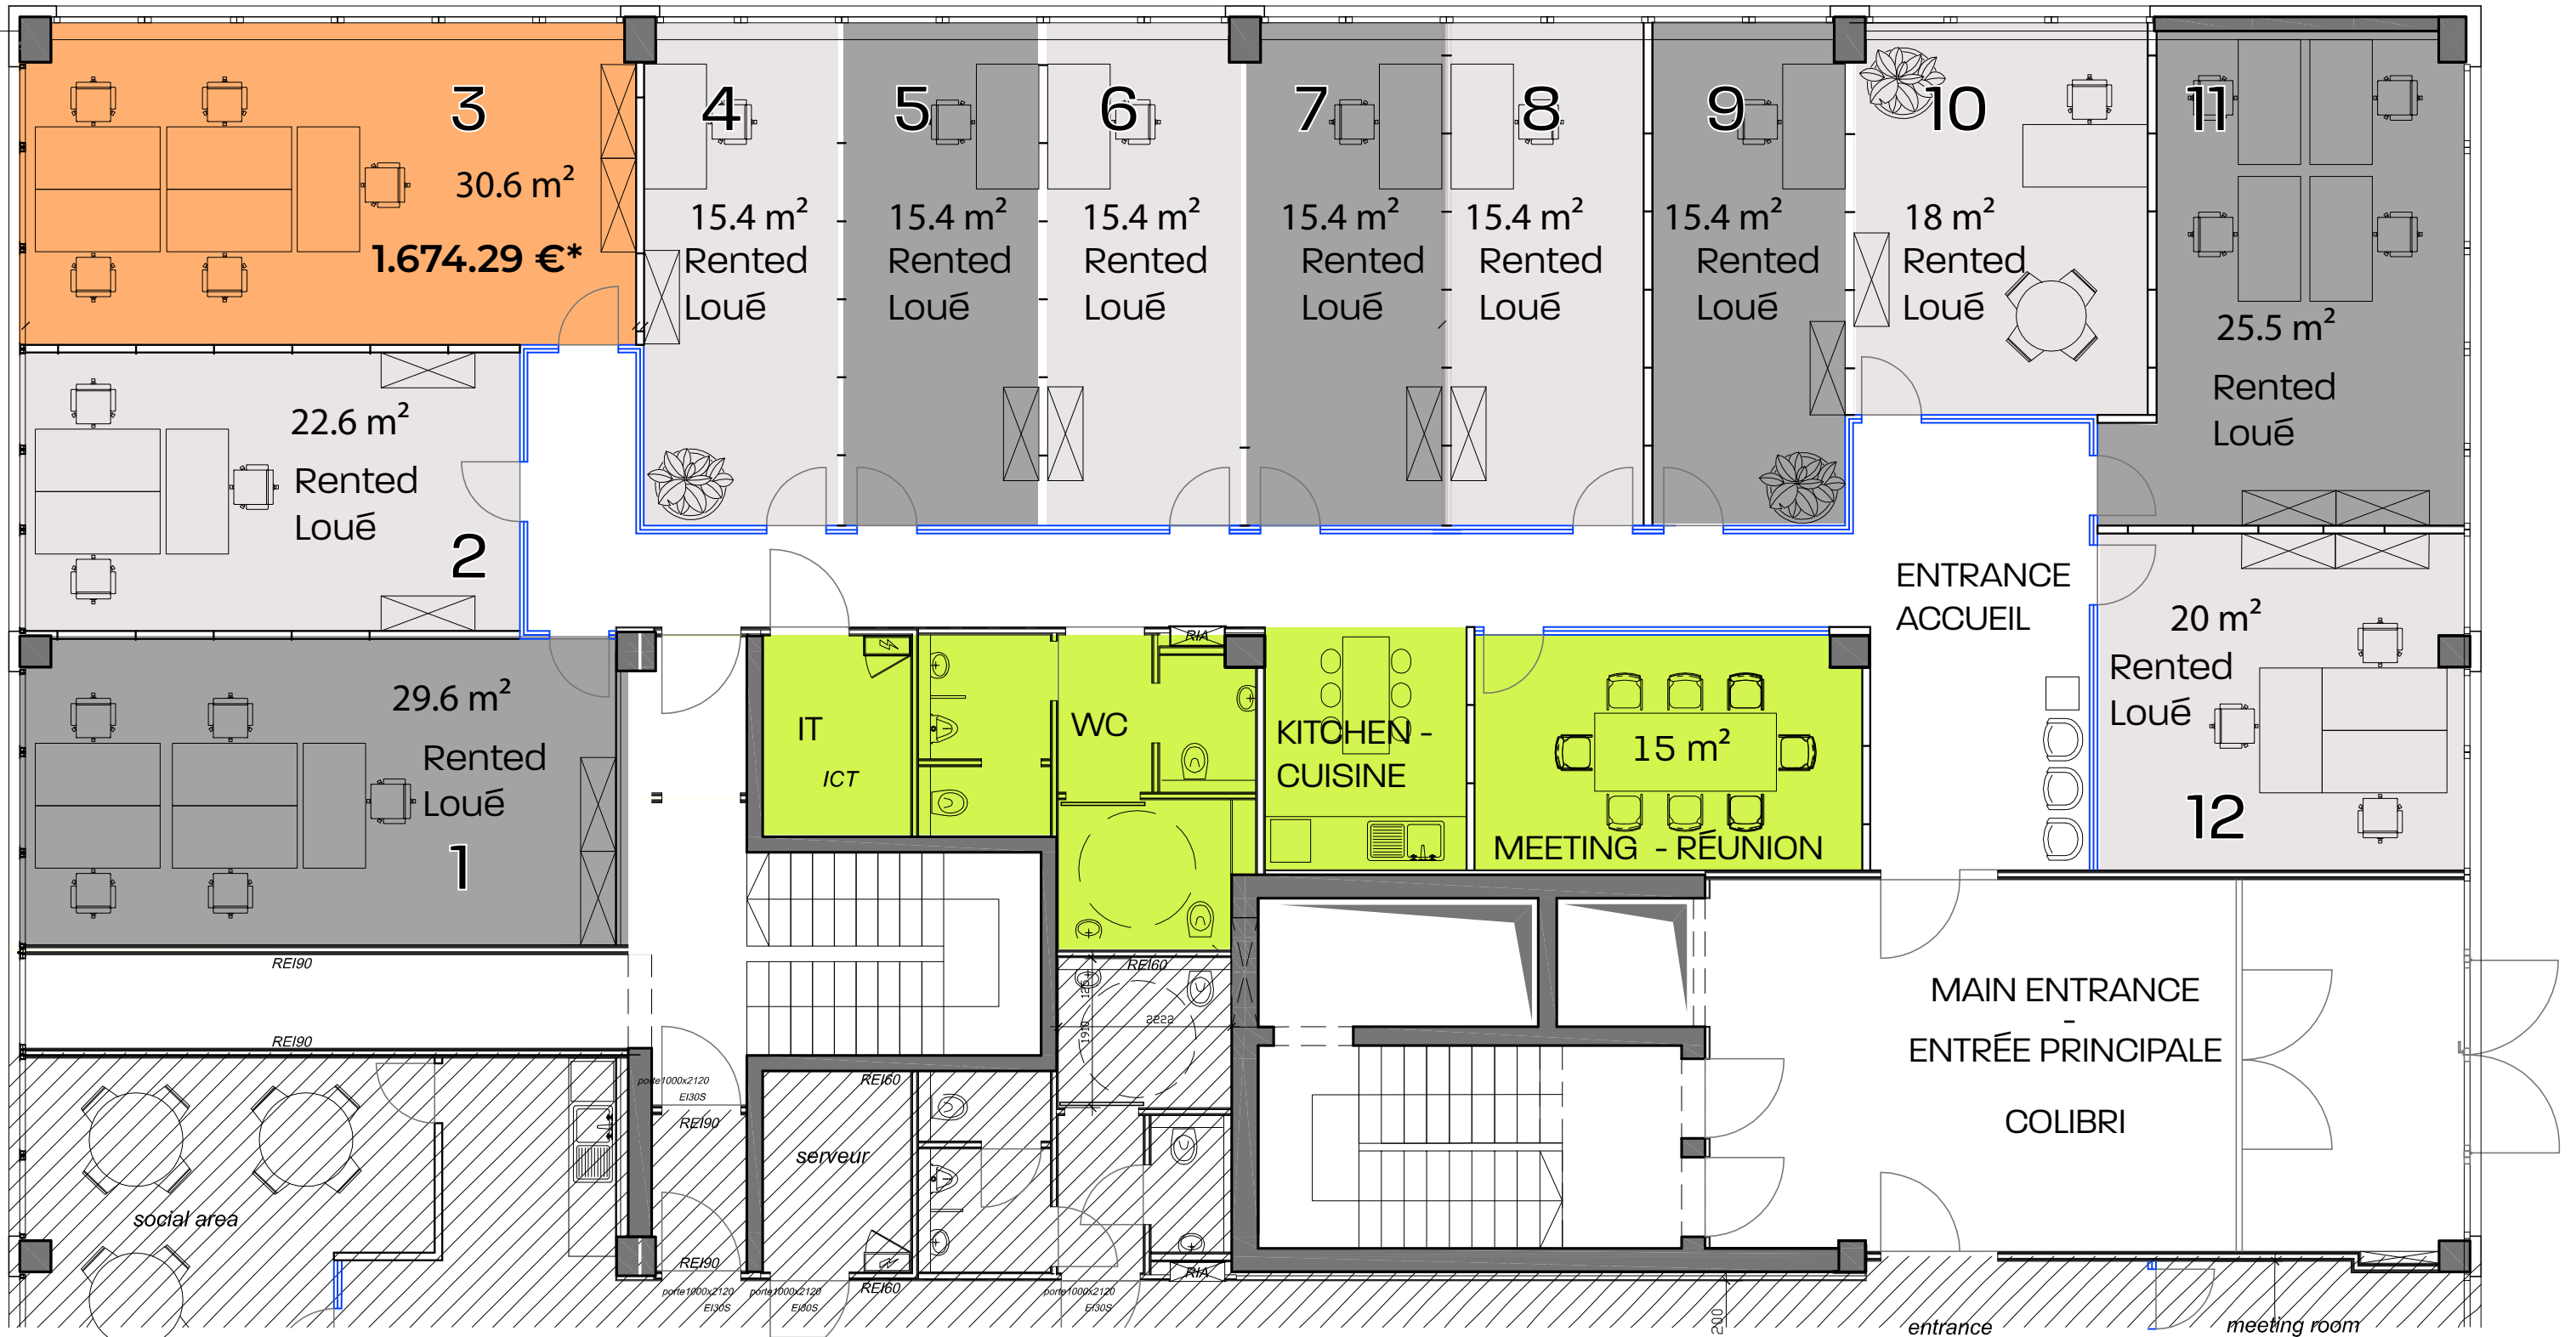 3
30.6 m²
1.674.29 €*
4
15.4 m²
Rented
Loué
5
15.4 m²
Rented
Loué
6
15.4 m²
Rented
Loué
7
15.4 m²
Rented
Loué
8
15.4 m²
Rented
Loué
9
15.4 m²
Rented
Loué
10
18 m²
Rented
Loué
11
25.5 m²
Rented
Loué
22.6 m²
Rented
Loué
2
ENTRANCE
ACCUEIL
20 m²
Rented
Loué
12
29.6 m²
Rented
Loué
1
IT
ICT
WC
RIA
KITCHEN -
CUISINE
15 m²
MEETING - RÉUNION
REI90
REI90
REI60
1910
2222
MAIN ENTRANCE
-
ENTRÉE PRINCIPALE
COLIBRI
porte1000x2120
EI30S
REI90
REI60
serveur
social area
REI90
REI60
RIA
porte1000x2120
EI30S
porte1000x2120
EI30S
porte1000x2120
EI30S
200
entrance
meeting room